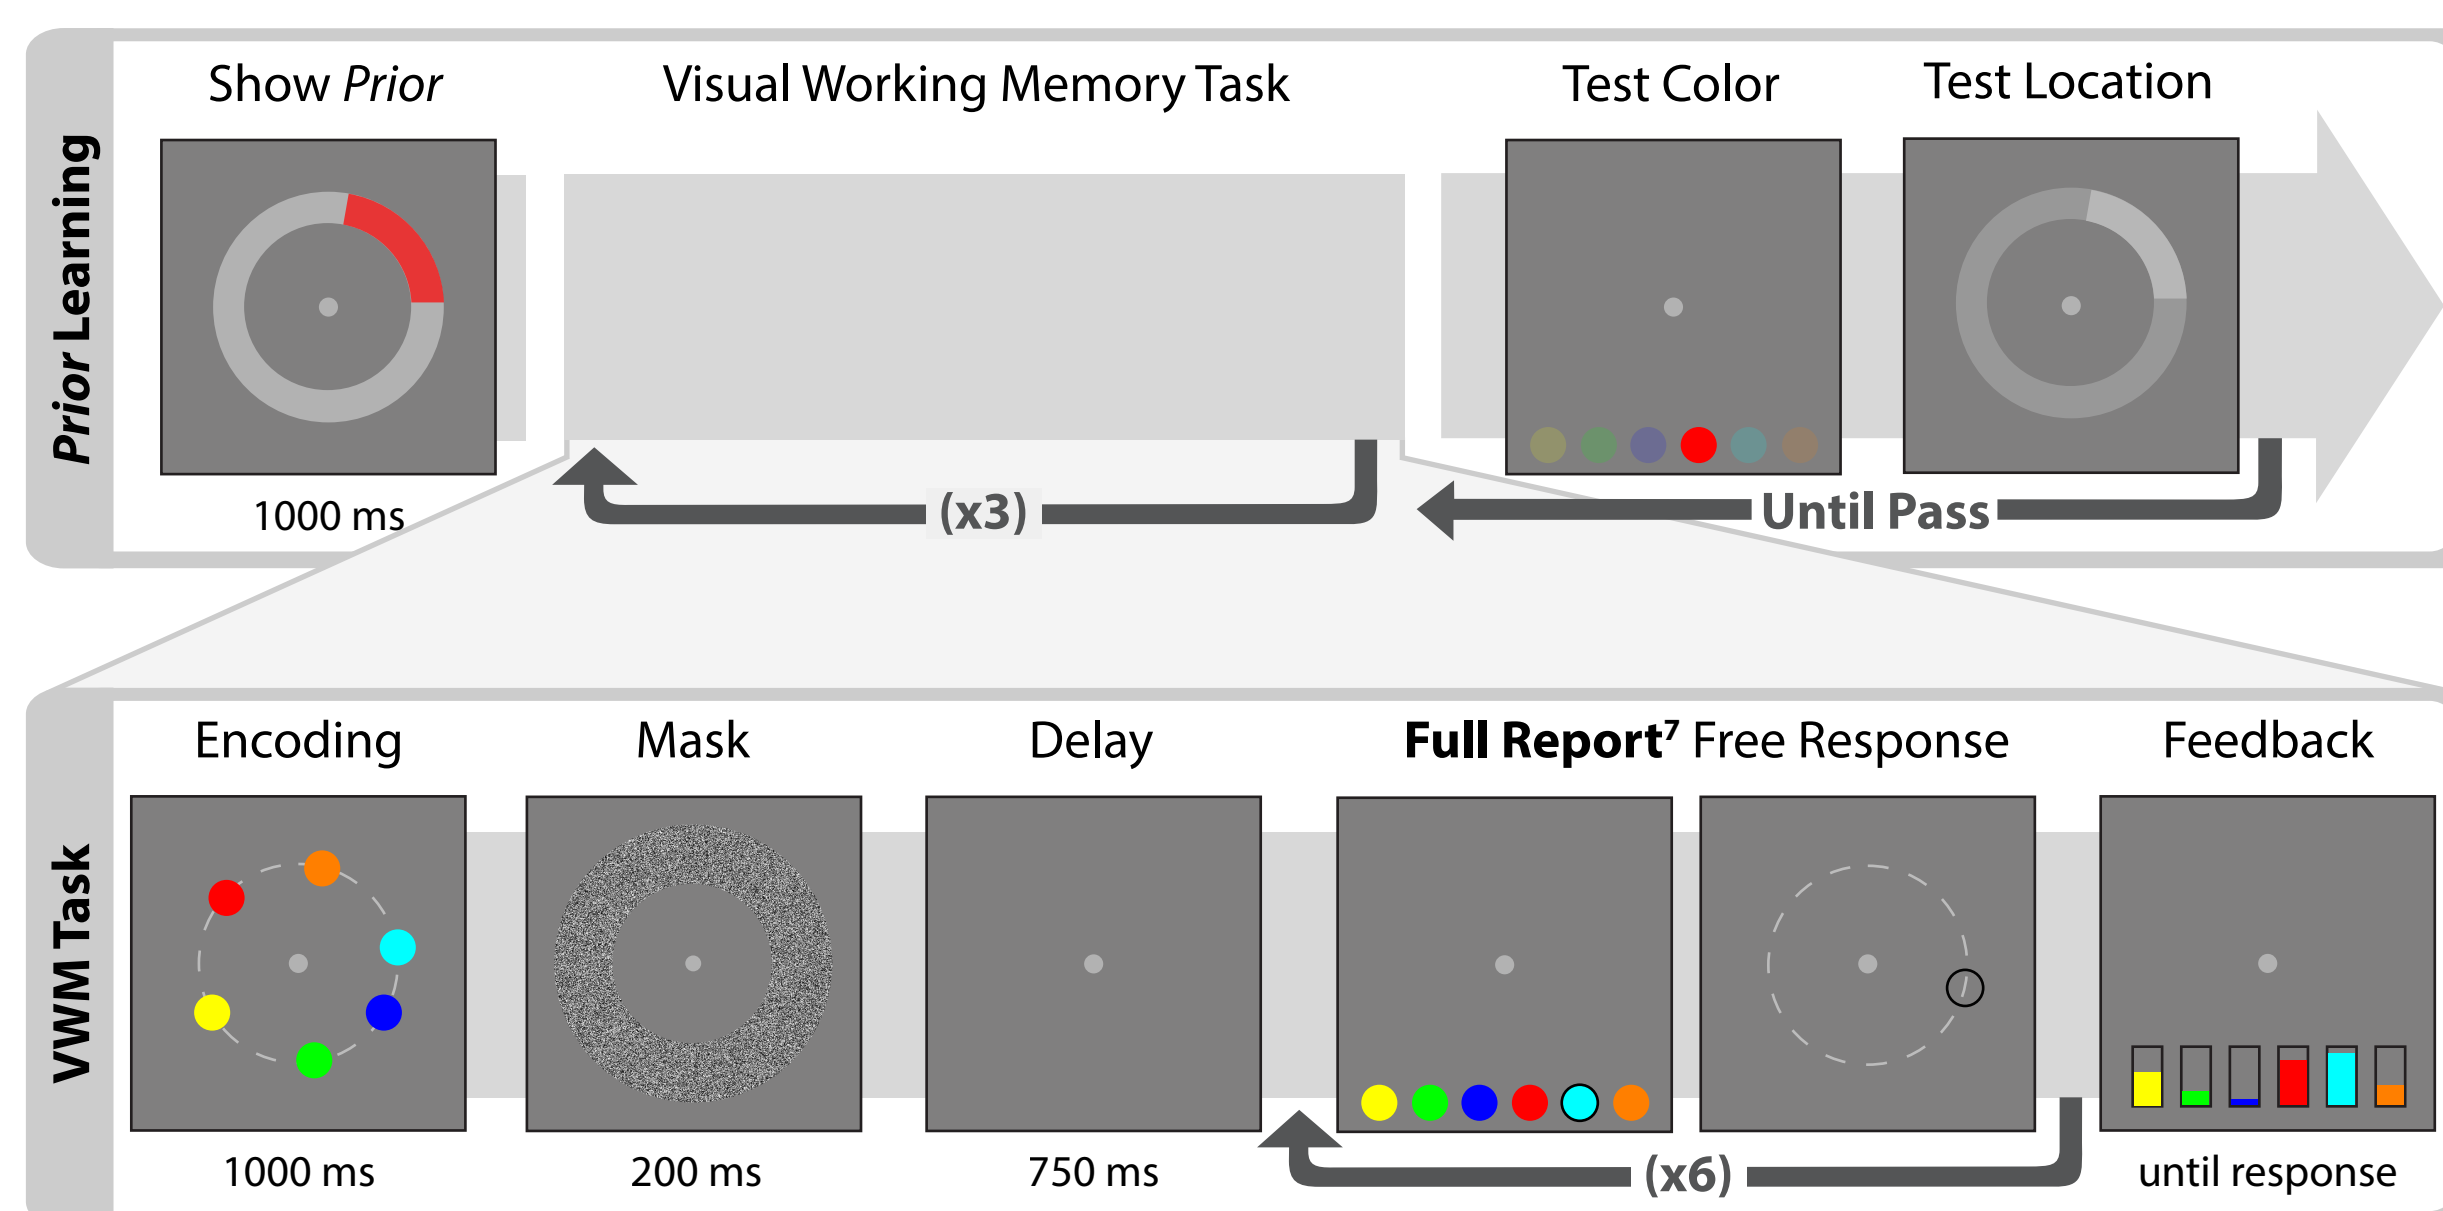 Prior Learning
Show Prior
Visual Working Memory Task
Test Color
Test Location
1000 ms
(x3)
Until Pass
VWM Task
Encoding
Mask
Delay
Full Report⁷ Free Response
Feedback
1000 ms
200 ms
750 ms
(x6)
until response